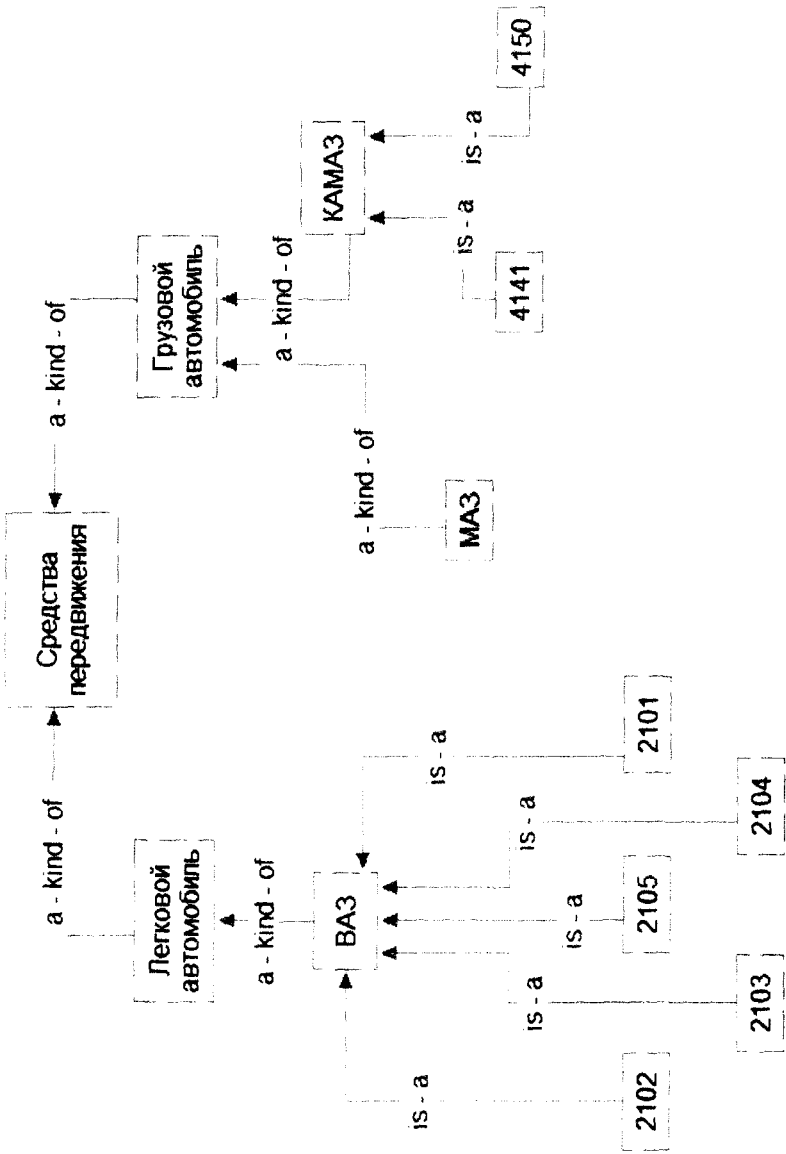 Средства
передвижения
a - kind - of
a - kind - of
Легковой
автомобиль
Грузовой
автомобиль
a - kind - of
a - kind - of
a - kind - of
ВАЗ
КАМАЗ
МАЗ
is - a
is - a
is - a
is - a
is - a
is - a
is - a
2102
2103
2105
2104
2101
4141
4150